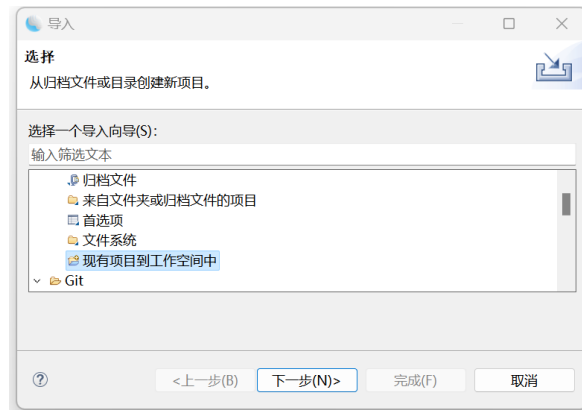 导入
选择
从归档文件或目录创建新项目。
选择一个导入向导(S):
输入筛选文本
归档文件
来自文件夹或归档文件的项目
首选项
文件系统
现有项目到工作空间中
Git
<上一步(B)
下一步(N)>
完成(F)
取消